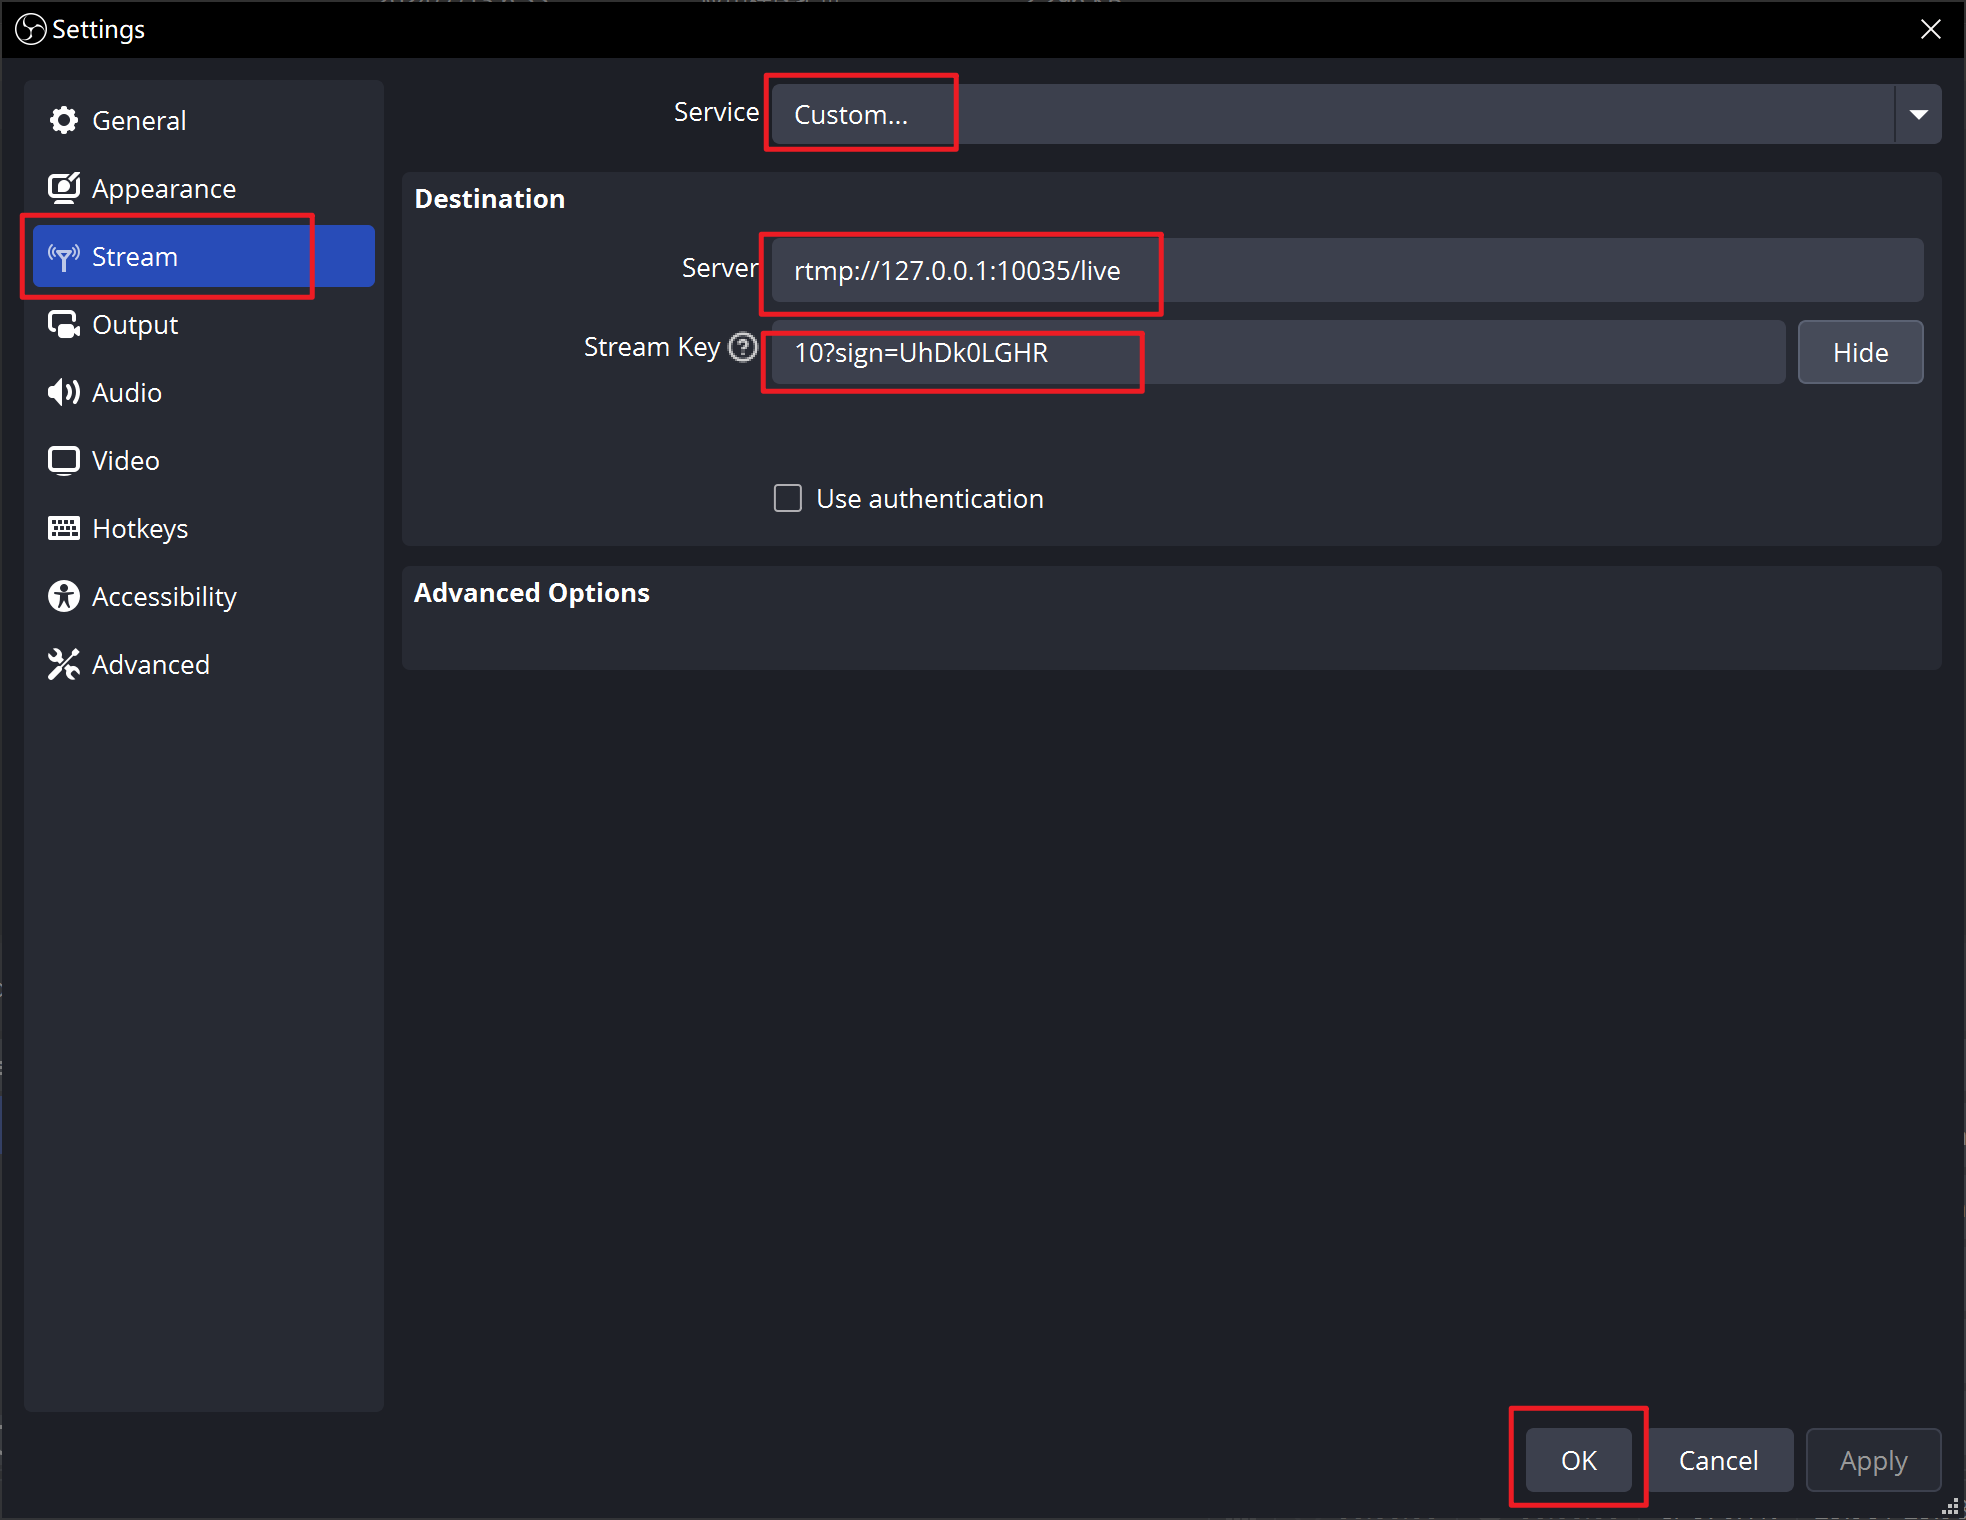 Settings
General
Appearance
Stream
Output
Audio
Video
Hotkeys
Accessibility
Advanced
Service
Custom...
Destination
Server
rtmp://127.0.0.1:10035/live
Stream Key
10?sign=UhDk0LGHR
Hide
Use authentication
Advanced Options
OK
Cancel
Apply